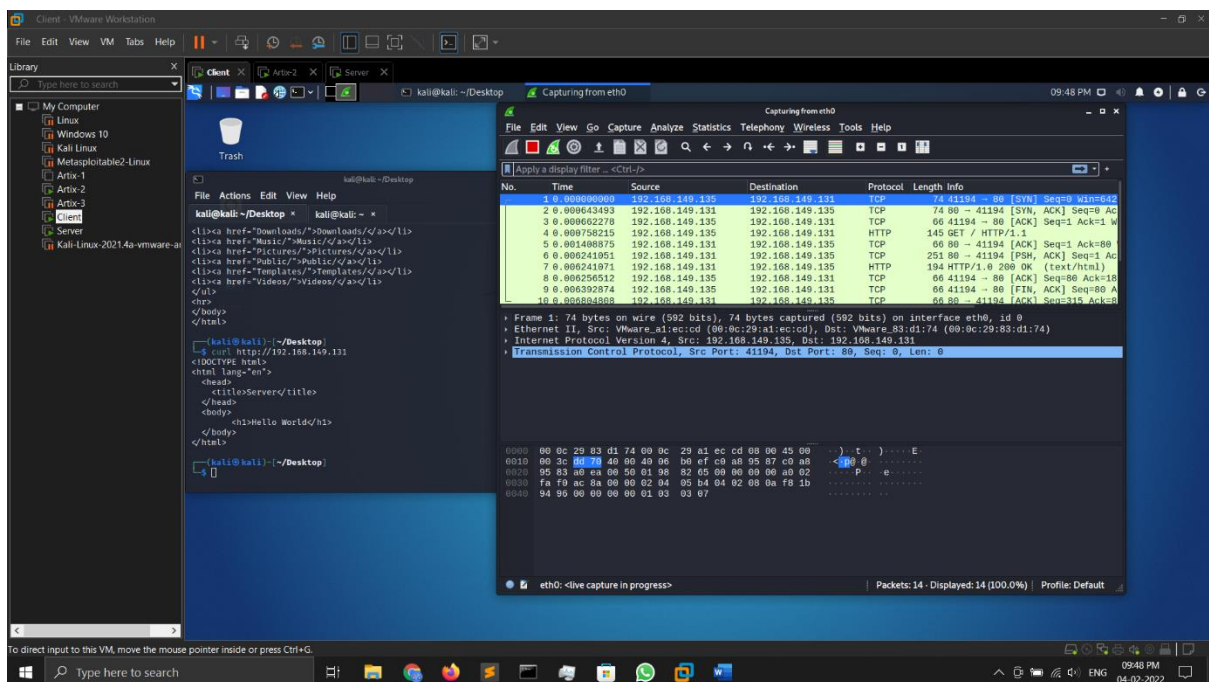 Client - VMware Workstation
File Edit View VM Tabs Help
Library X
Type here to search
My Computer
Linux
Windows 10
Kali Linux
Metasploitable2-Linux
Artix-1
Artix-2
Artix-3
Client
Server
Kali-Linux-2021.4a-vmware-a
Client X Artix-2 X Server X
kali@kali: ~/Desktop Capturing from eth0 09:48 PM
Trash
kali@kali: ~/Desktop
File Actions Edit View Help
kali@kali: ~/Desktop × kali@kali: ~ ×
<li><a href="Downloads/">Downloads/</a></li>
<li><a href="Music/">Music/</a></li>
<li><a href="Pictures/">Pictures/</a></li>
<li><a href="Public/">Public/</a></li>
<li><a href="Templates/">Templates/</a></li>
<li><a href="Videos/">Videos/</a></li>
</ul>
<hr>
</body>
</html>
(kali㉿kali)-[~/Desktop]
$ curl http://192.168.149.131
<!DOCTYPE html>
<html lang="en">
<head>
<title>Server</title>
</head>
<body>
<h1>Hello World</h1>
</body>
</html>
(kali㉿kali)-[~/Desktop]
$
Capturing from eth0
File Edit View Go Capture Analyze Statistics Telephony Wireless Tools Help
Apply a display filter … <Ctrl-/>
No. Time Source Destination Protocol Length Info
1 0.000000000 192.168.149.135 192.168.149.131 TCP 74 41194 → 80 [SYN] Seq=0 Win=642
2 0.000643493 192.168.149.131 192.168.149.135 TCP 74 80 → 41194 [SYN, ACK] Seq=0 Ac
3 0.000662278 192.168.149.135 192.168.149.131 TCP 66 41194 → 80 [ACK] Seq=1 Ack=1 W
4 0.000758215 192.168.149.135 192.168.149.131 HTTP 145 GET / HTTP/1.1
5 0.001408875 192.168.149.131 192.168.149.135 TCP 66 80 → 41194 [ACK] Seq=1 Ack=80
6 0.006241051 192.168.149.131 192.168.149.135 TCP 251 80 → 41194 [PSH, ACK] Seq=1 Ac
7 0.006241071 192.168.149.131 192.168.149.135 HTTP 194 HTTP/1.0 200 OK (text/html)
8 0.006256512 192.168.149.135 192.168.149.131 TCP 66 41194 → 80 [ACK] Seq=80 Ack=18
9 0.006392874 192.168.149.135 192.168.149.131 TCP 66 41194 → 80 [FIN, ACK] Seq=80 A
10 0.006804808 192.168.149.131 192.168.149.135 TCP 66 80 → 41194 [ACK] Seq=315 Ack=8
Frame 1: 74 bytes on wire (592 bits), 74 bytes captured (592 bits) on interface eth0, id 0
Ethernet II, Src: VMware_a1:ec:cd (00:0c:29:a1:ec:cd), Dst: VMware_83:d1:74 (00:0c:29:83:d1:74)
Internet Protocol Version 4, Src: 192.168.149.135, Dst: 192.168.149.131
Transmission Control Protocol, Src Port: 41194, Dst Port: 80, Seq: 0, Len: 0
0000 00 0c 29 83 d1 74 00 0c 29 a1 ec cd 08 00 45 00 ··)··t·· )·····E·
0010 00 3c dd 70 40 00 40 06 b0 ef c0 a8 95 87 c0 a8 ·<·p@·@· ········
0020 95 83 a0 ea 00 50 01 98 82 65 00 00 00 00 a0 02 ·····P·· ·e······
0030 fa f0 ac 8a 00 00 02 04 05 b4 04 02 08 0a f8 1b ········ ········
0040 94 96 00 00 00 00 01 03 03 07 ········ ··
eth0: <live capture in progress> Packets: 14 · Displayed: 14 (100.0%) Profile: Default
To direct input to this VM, move the mouse pointer inside or press Ctrl+G.
Type here to search
ENG 09:48 PM
04-02-2022